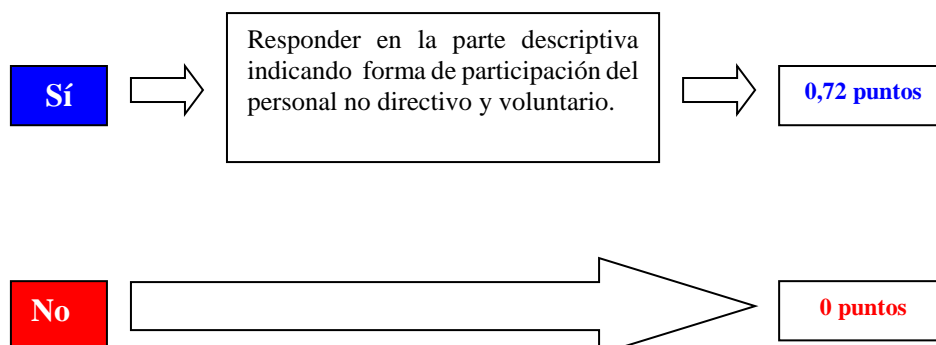 Sí
Responder en la parte descriptiva
indicando forma de participación del
personal no directivo y voluntario.
0,72 puntos
No
0 puntos